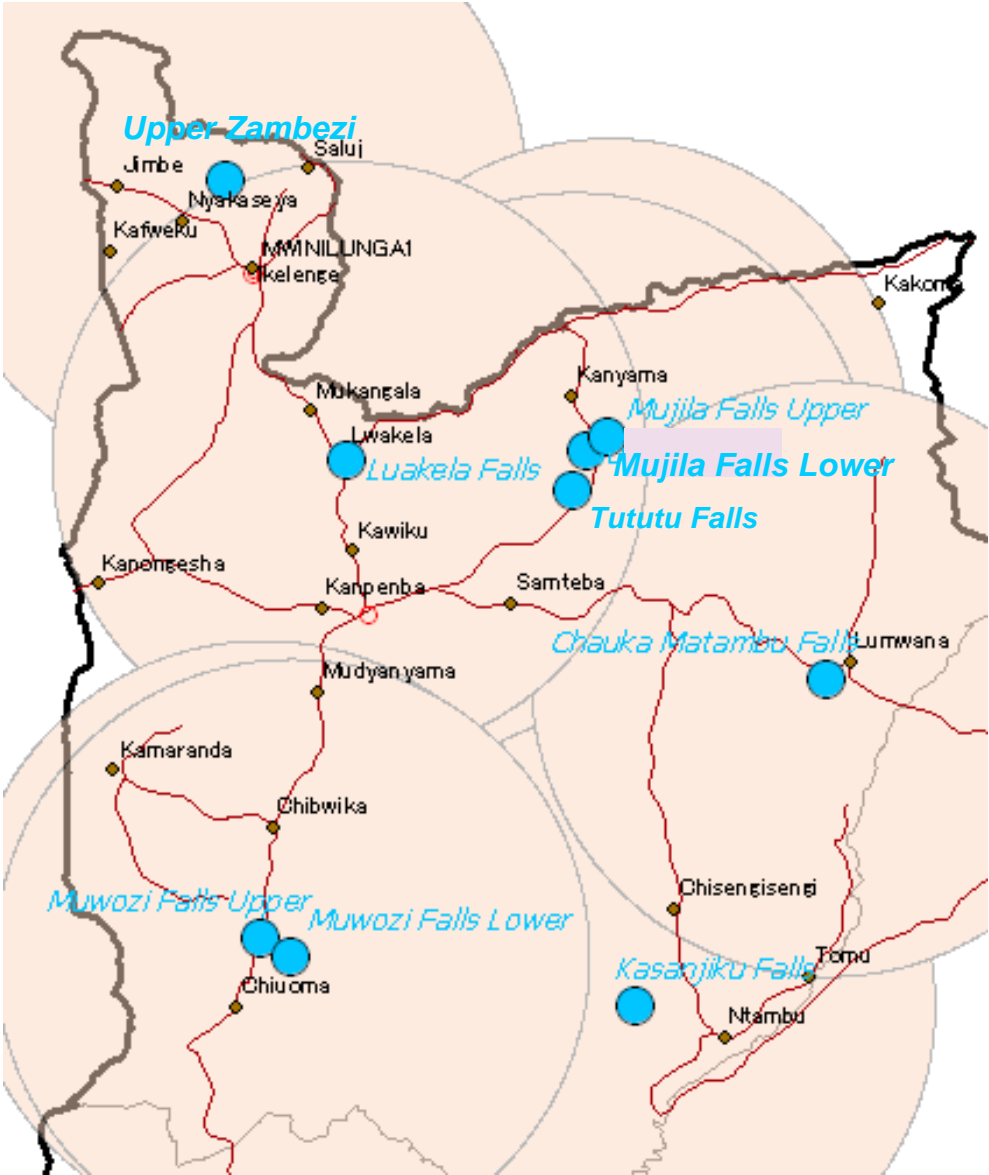 Upper Zambezi
Saluj
Jimbe
Nyakaseya
Kafweku
MWINILUNGA1
kelenge
Kakoma
Mukangala
Kanyama
Mujila Falls Upper
Lwakela
Luakela Falls
Mujila Falls Lower
Tututu Falls
Kawiku
Kanongesha
Kanpenba
Samteba
Chauka Matambu Falls
Lumwana
Mudyanyama
Kamaranda
Chibwika
Chisengisengi
Muwozi Falls Upper
Muwozi Falls Lower
Tomu
Kasanjiku Falls
Chiuoma
Ntambu